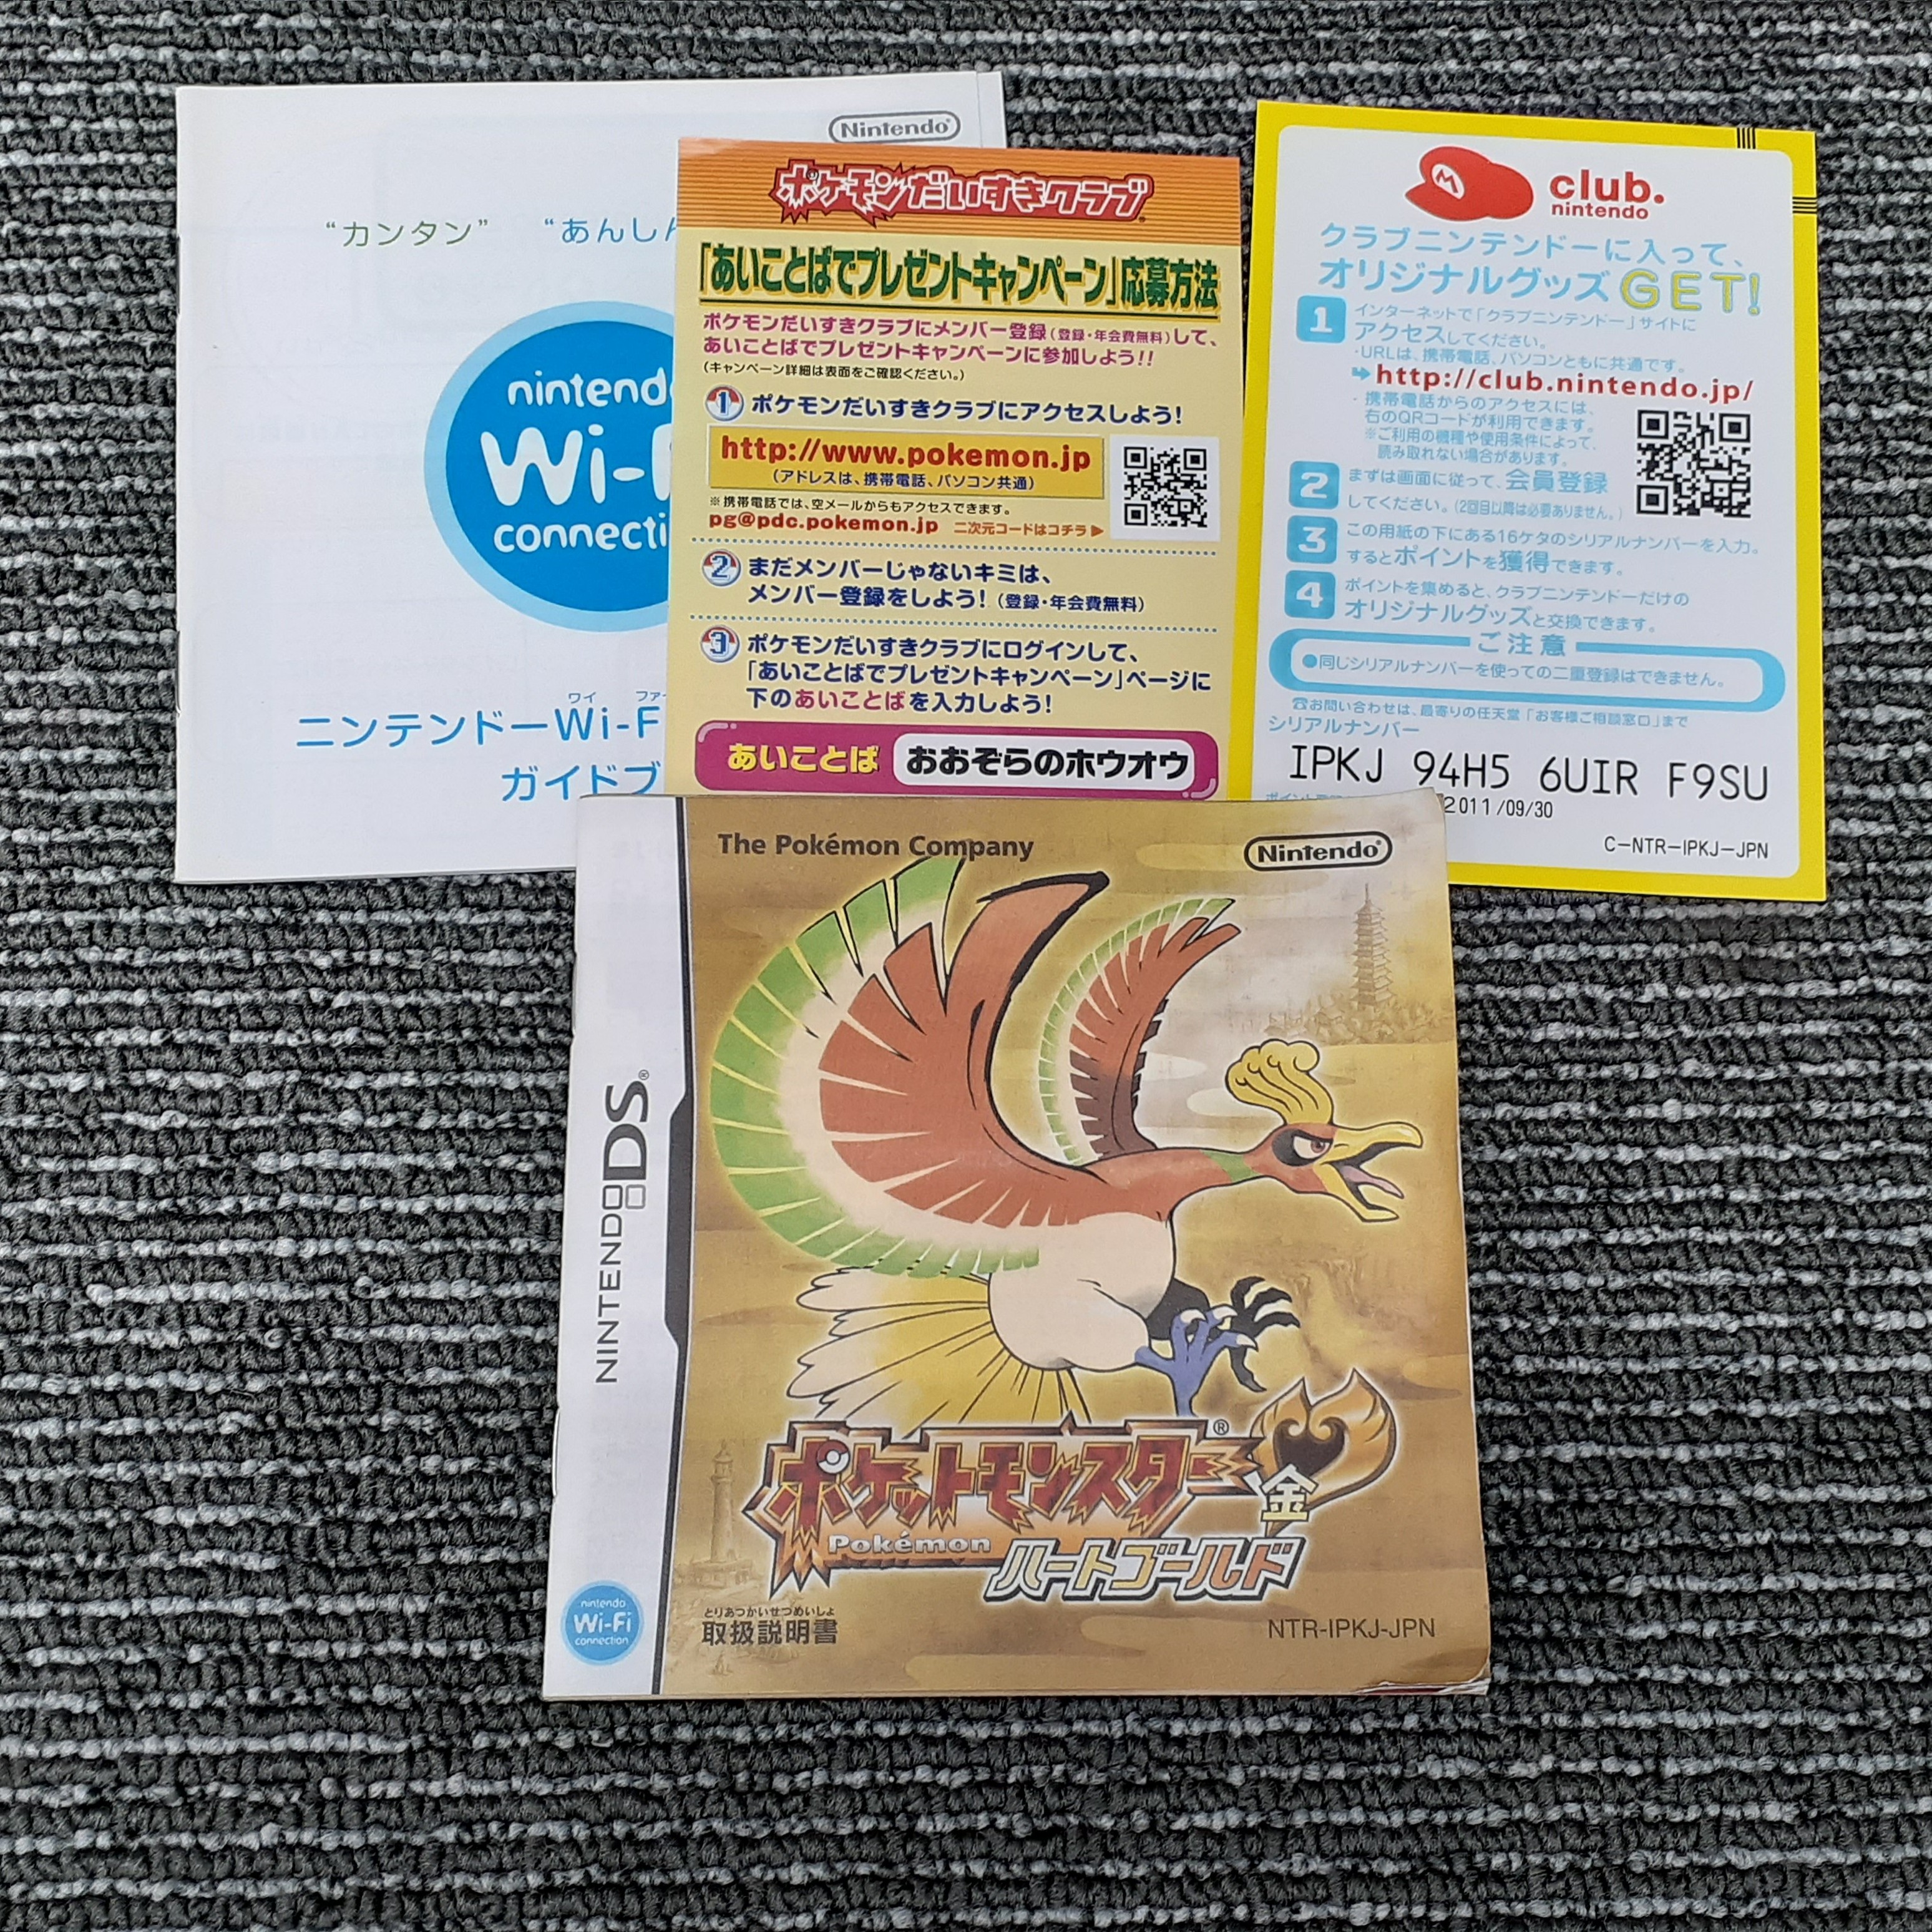 Nintendo®
“カンタン” “あんしん
nintendo
Wi-F
connecti
ワイ ファイ
ニンテンドーWi-F
ガイドブ
ポケモンだいすきクラブ®
「あいことばでプレゼントキャンペーン」応募方法
ポケモンだいすきクラブにメンバー登録(登録・年会費無料)して、
あいことばでプレゼントキャンペーンに参加しよう!!
(キャンペーン詳細は表面をご確認ください。)
1 ポケモンだいすきクラブにアクセスしよう!
http://www.pokemon.jp
(アドレスは、携帯電話、パソコン共通)
※携帯電話では、空メールからもアクセスできます。
pg@pdc.pokemon.jp 二次元コードはコチラ▶
2 まだメンバーじゃないキミは、
メンバー登録をしよう!(登録・年会費無料)
3 ポケモンだいすきクラブにログインして、
「あいことばでプレゼントキャンペーン」ページに
下のあいことばを入力しよう!
あいことば おおぞらのホウオウ
M club.
nintendo
クラブニンテンドーに入って、
オリジナルグッズGET!
1 インターネットで「クラブニンテンドー」サイトに
アクセスしてください。
・URLは、携帯電話、パソコンともに共通です。
➡http://club.nintendo.jp/
・携帯電話からのアクセスには、
右のQRコードが利用できます。
※ご利用の機種や使用条件によって、
読み取れない場合があります。
2 まずは画面に従って、会員登録
してください。(2回目以降は必要ありません。)
3 この用紙の下にある16ケタのシリアルナンバーを入力。
するとポイントを獲得できます。
4 ポイントを集めると、クラブニンテンドーだけの
オリジナルグッズと交換できます。
ご注意
●同じシリアルナンバーを使っての二重登録はできません。
☎お問い合わせは、最寄りの任天堂「お客様ご相談窓口」まで
シリアルナンバー
IPKJ 94H5 6UIR F9SU
2011/09/30
C-NTR-IPKJ-JPN
The Pokémon Company
Nintendo®
NINTENDO DS®
ポケットモンスター®
金
Pokémon
ハートゴールド
nintendo
Wi-Fi
connection
とりあつかいせつめいしょ
取扱説明書
NTR-IPKJ-JPN